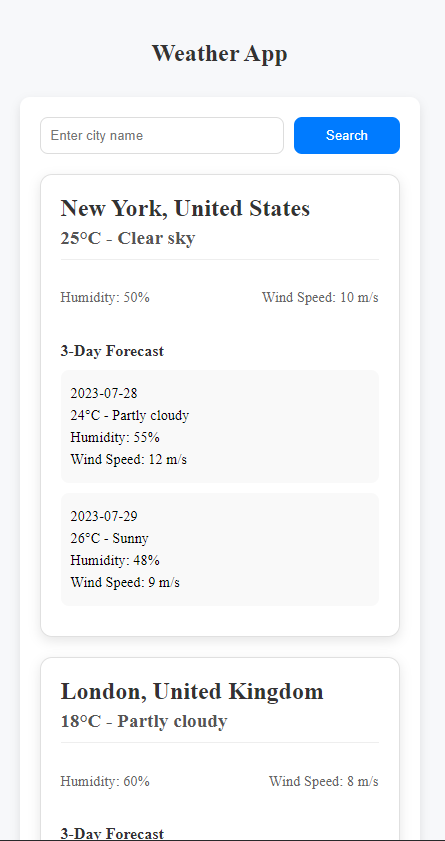 Weather App
Enter city name
Search
New York, United States
25°C - Clear sky
Humidity: 50%
Wind Speed: 10 m/s
3-Day Forecast
2023-07-28
24°C - Partly cloudy
Humidity: 55%
Wind Speed: 12 m/s
2023-07-29
26°C - Sunny
Humidity: 48%
Wind Speed: 9 m/s
London, United Kingdom
18°C - Partly cloudy
Humidity: 60%
Wind Speed: 8 m/s
3-Day Forecast